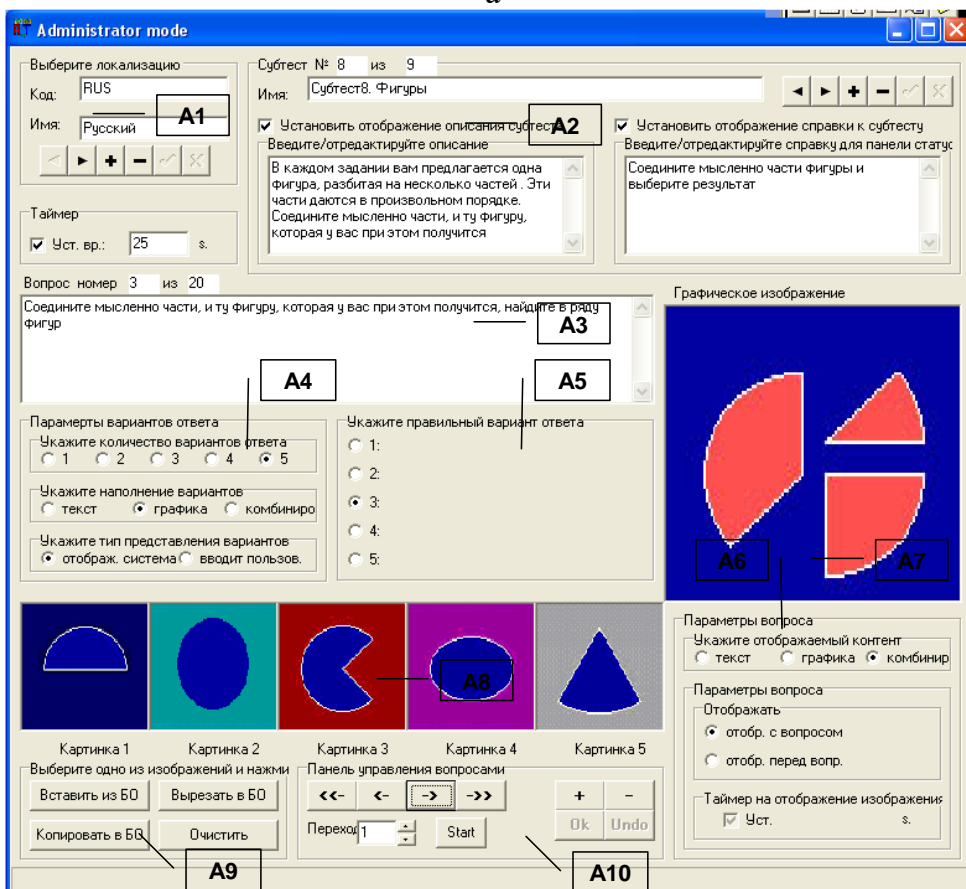 а
Administrator mode
Выберите локализацию
Код: RUS
Имя: Русский
A1
Таймер
Уст. вр.: 25 s.
Субтест № 8 из 9
Имя: Субтест8. Фигуры
Установить отображение описания субтест
A2
Введите/отредактируйте описание
В каждом задании вам предлагается одна
фигура, разбитая на несколько частей . Эти
части даются в произвольном порядке.
Соедините мысленно части, и ту фигуру,
которая у вас при этом получится
Установить отображение справки к субтесту
Введите/отредактируйте справку для панели статус
Соедините мысленно части фигуры и
выберите результат
Вопрос номер 3 из 20
Соедините мысленно части, и ту фигуру, которая у вас при этом получится, найдите в ряду
фигур
A3
A4
A5
Графическое изображение
A6
A7
Парамерты вариантов ответа
Укажите количество вариантов ответа
1 2 3 4 5
Укажите наполнение вариантов
текст графика комбиниро
Укажите тип представления вариантов
отображ. система вводит пользов.
Укажите правильный вариант ответа
1:
2:
3:
4:
5:
A8
Картинка 1 Картинка 2 Картинка 3 Картинка 4 Картинка 5
Параметры вопроса
Укажите отображаемый контент
текст графика комбинир
Параметры вопроса
Отображать
отобр. с вопросом
отобр. перед вопр.
Таймер на отображение изображения
Уст. s.
Выберите одно из изображений и нажми
Вставить из БО Вырезать в БО
Копировать в БО Очистить
A9
Панель управления вопросами
<<- <- -> ->> + -
Переход 1 Start Ok Undo
A10